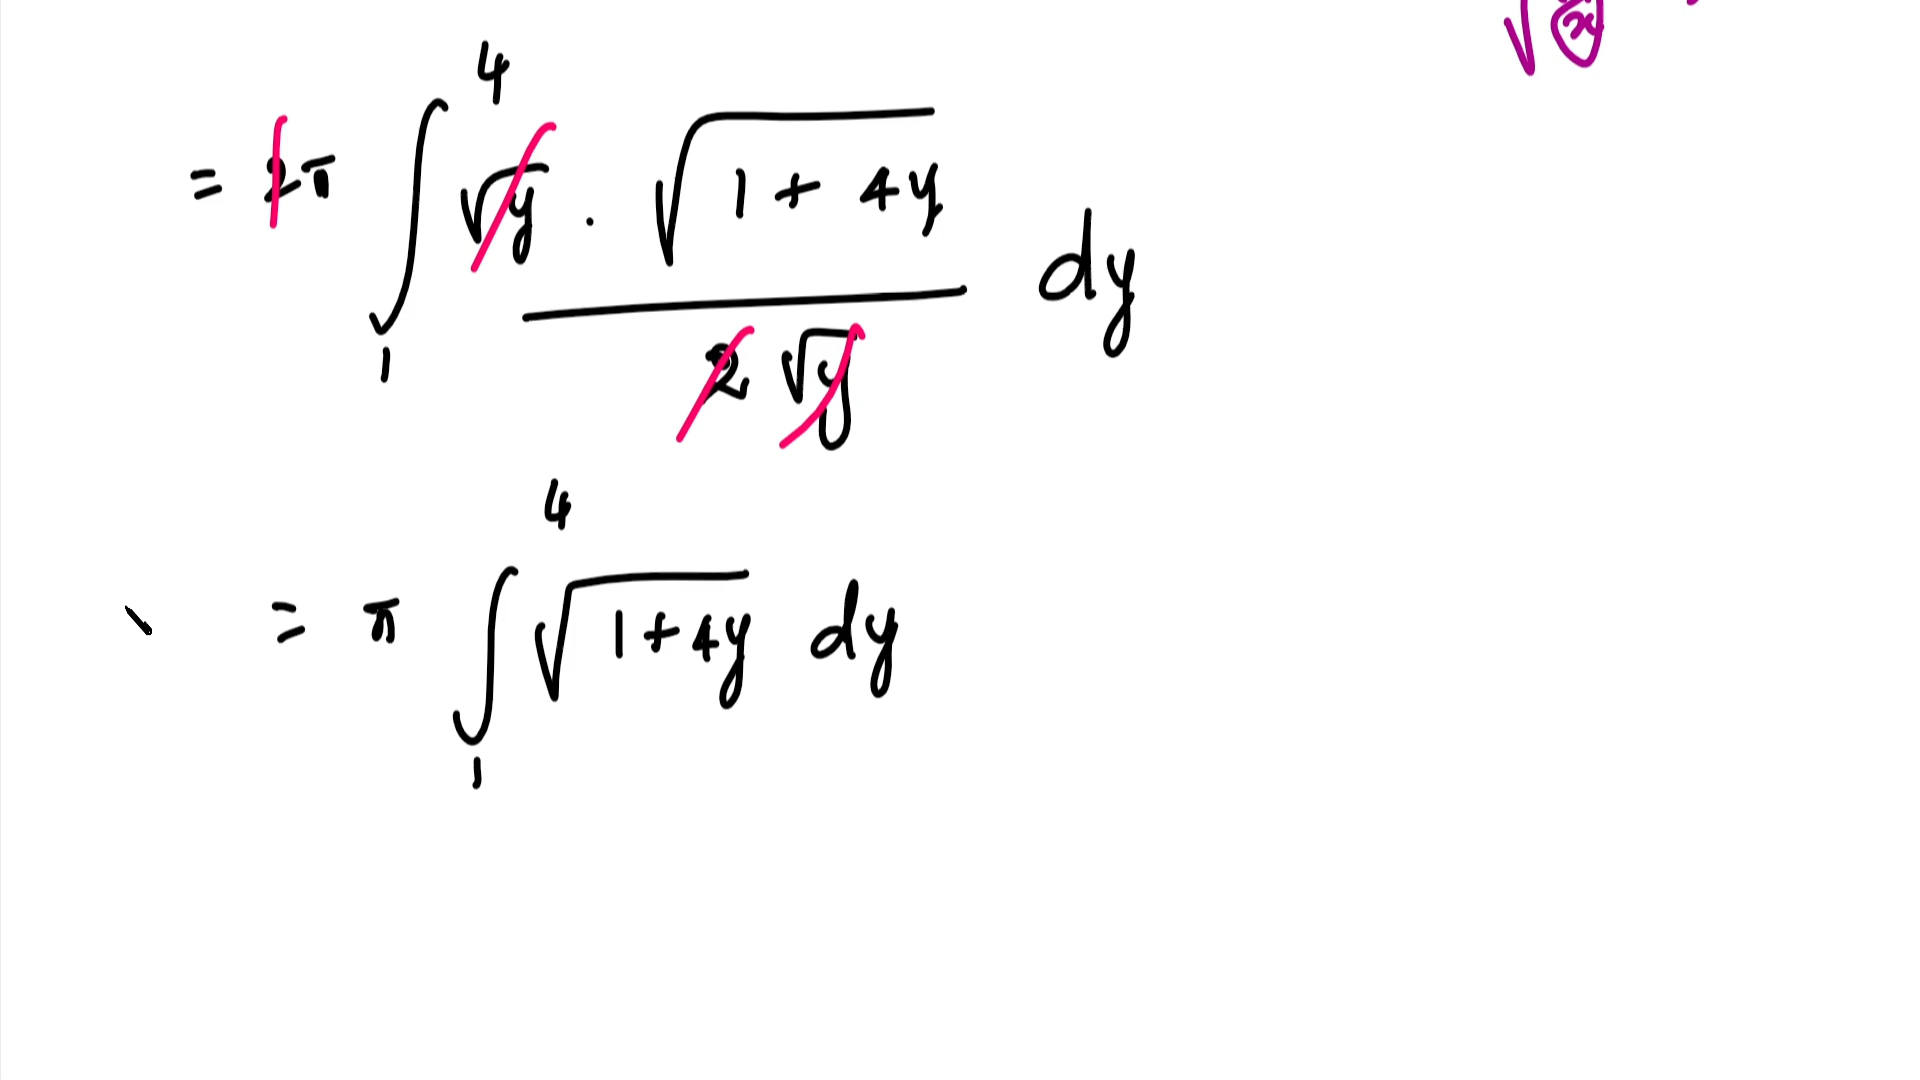 √x
= 2π ∫₁⁴ √y · √(1 + 4y) / (2 √y) dy
= π ∫₁⁴ √(1+4y) dy